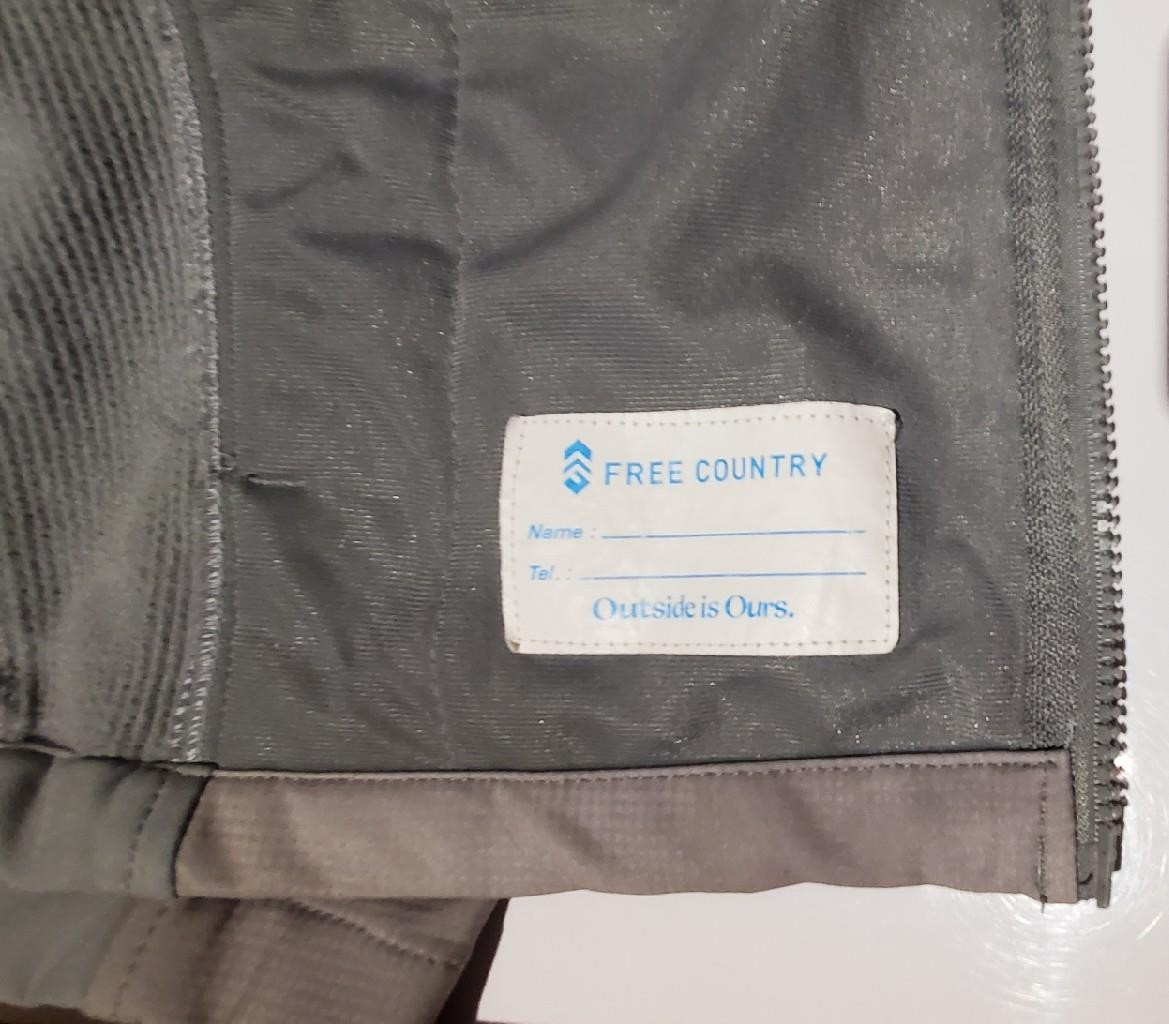 FREE COUNTRY
Name :
Tel. :
Outside is Ours.